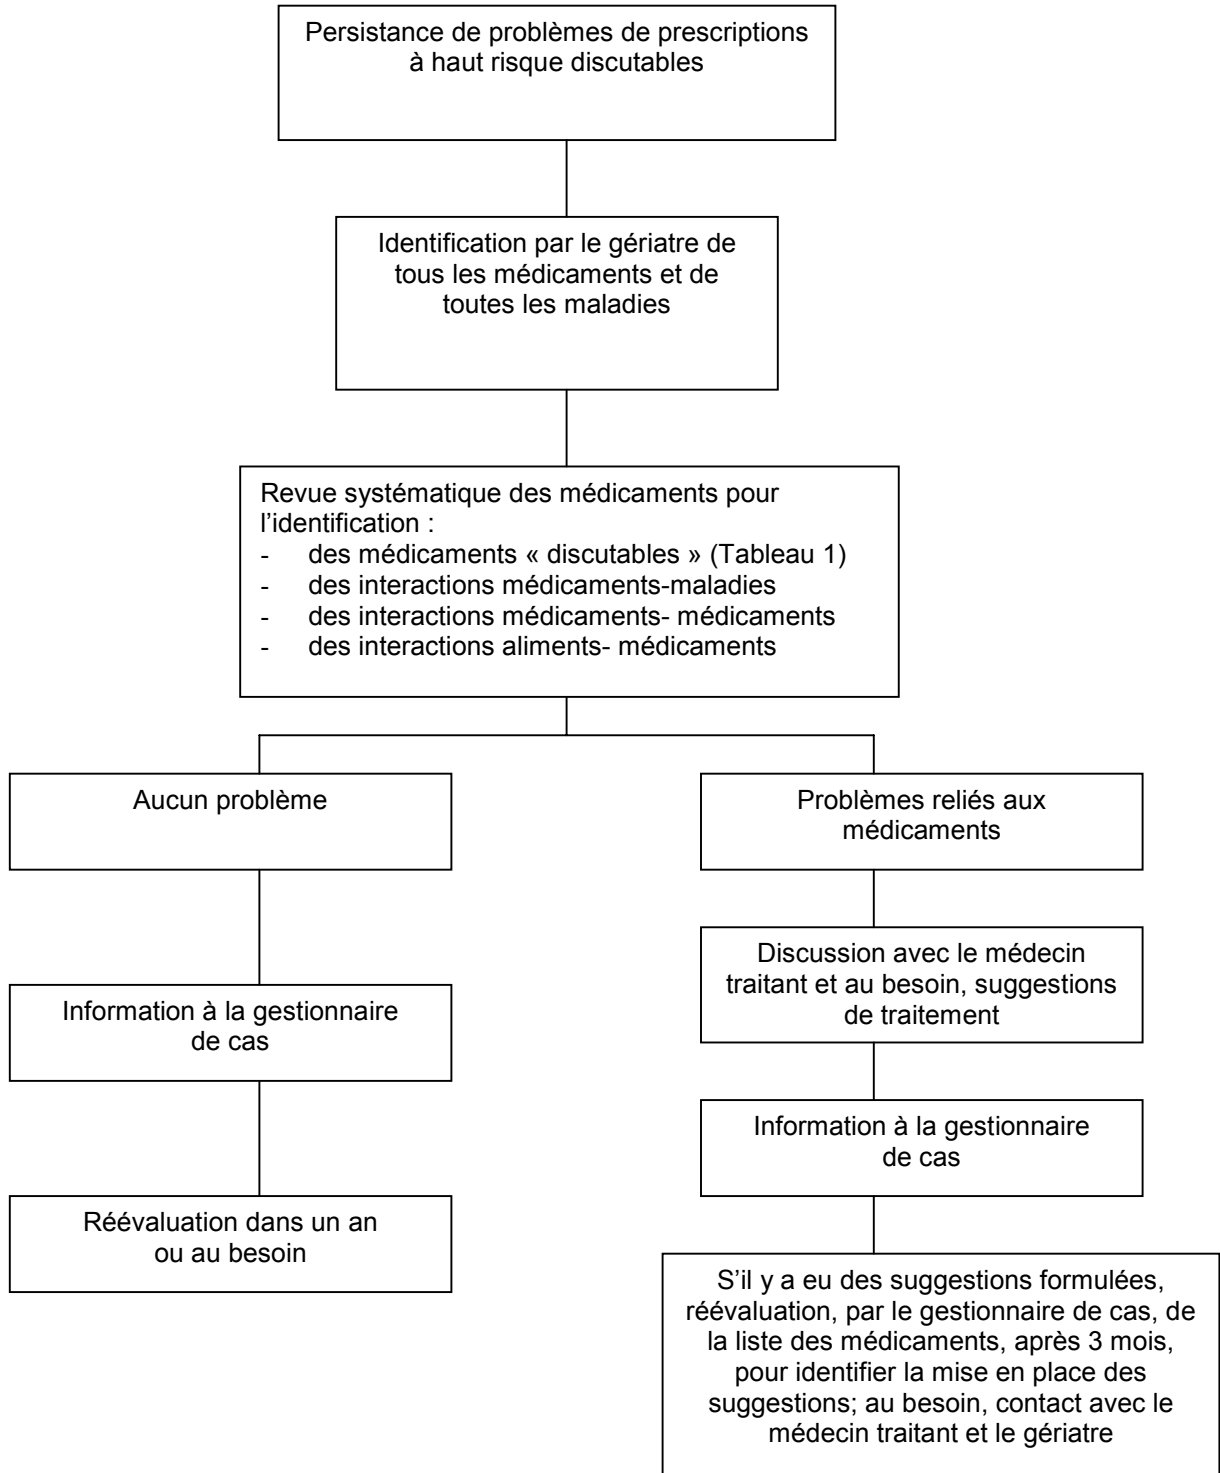 Persistance de problèmes de prescriptions
à haut risque discutables
Identification par le gériatre de
tous les médicaments et de
toutes les maladies
Revue systématique des médicaments pour
l’identification :
- des médicaments « discutables » (Tableau 1)
- des interactions médicaments-maladies
- des interactions médicaments- médicaments
- des interactions aliments- médicaments
Aucun problème
Information à la gestionnaire
de cas
Réévaluation dans un an
ou au besoin
Problèmes reliés aux
médicaments
Discussion avec le médecin
traitant et au besoin, suggestions
de traitement
Information à la gestionnaire
de cas
S’il y a eu des suggestions formulées,
réévaluation, par le gestionnaire de cas, de
la liste des médicaments, après 3 mois,
pour identifier la mise en place des
suggestions; au besoin, contact avec le
médecin traitant et le gériatre